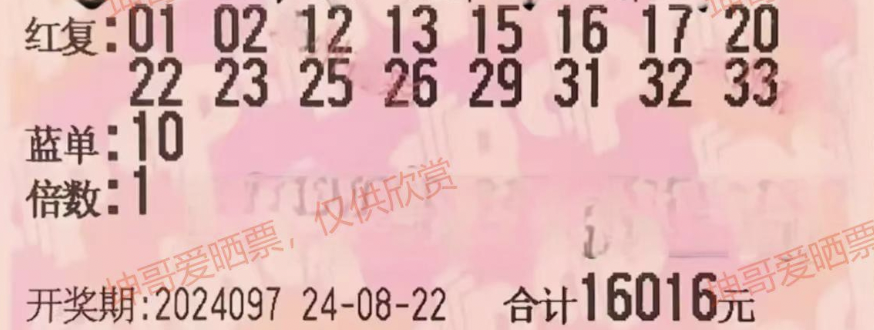 红复:01 02 12 13 15 16 17 20
22 23 25 26 29 31 32 33
蓝单:10
倍数:1
坤哥爱晒票，仅供欣赏
坤哥爱晒票
开奖期:2024097 24-08-22 合计16016元